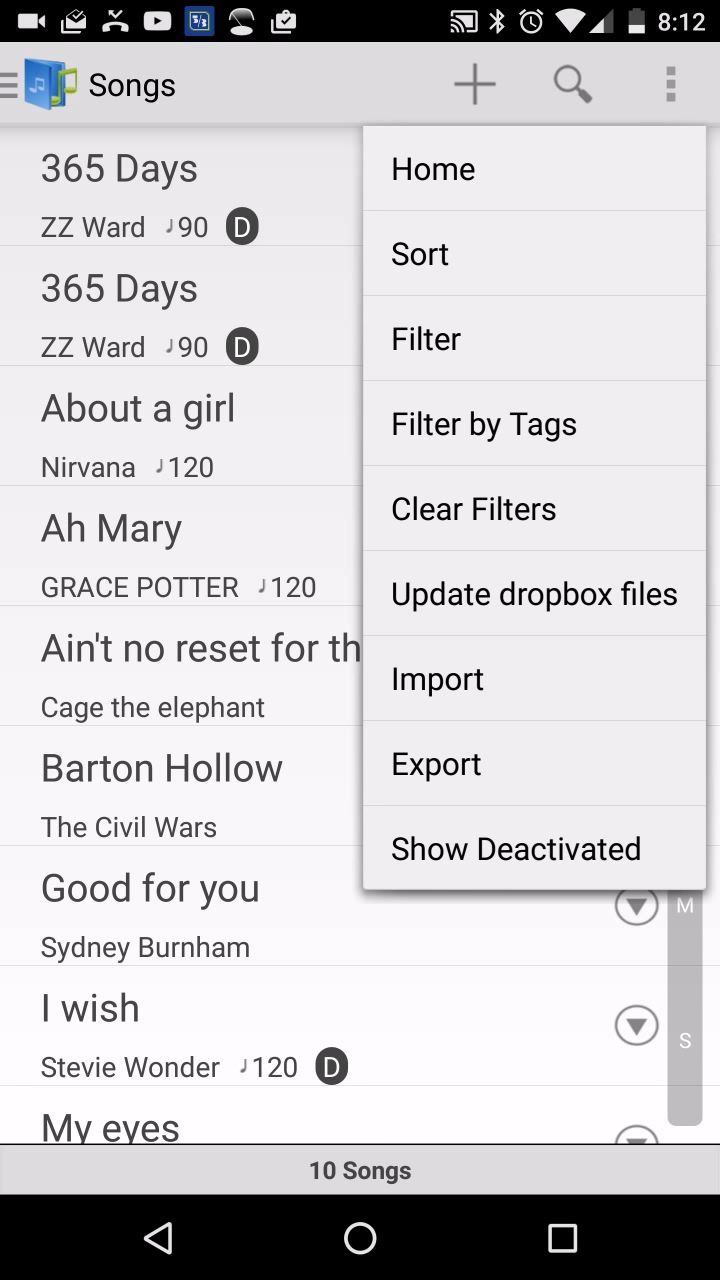 8:12
Songs
365 Days
ZZ Ward ♩90 D
365 Days
ZZ Ward ♩90 D
About a girl
Nirvana ♩120
Ah Mary
GRACE POTTER ♩120
Ain't no reset for th
Cage the elephant
Barton Hollow
The Civil Wars
Good for you
Sydney Burnham
I wish
Stevie Wonder ♩120 D
My eyes
Home
Sort
Filter
Filter by Tags
Clear Filters
Update dropbox files
Import
Export
Show Deactivated
M
S
10 Songs